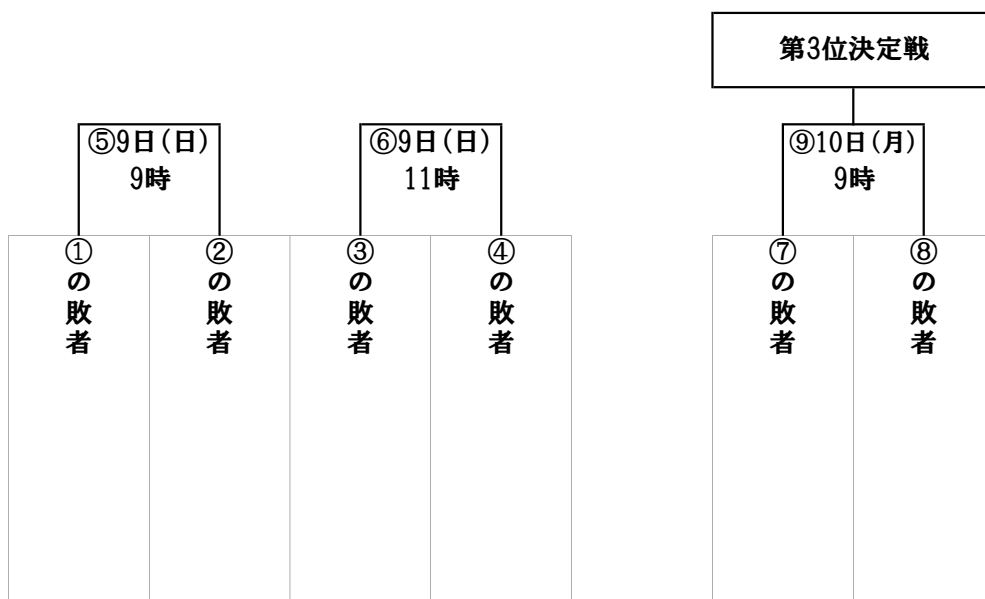 第3位決定戦
⑤9日(日)
9時
⑥9日(日)
11時
⑨10日(月)
9時
①の敗者
②の敗者
③の敗者
④の敗者
⑦の敗者
⑧の敗者